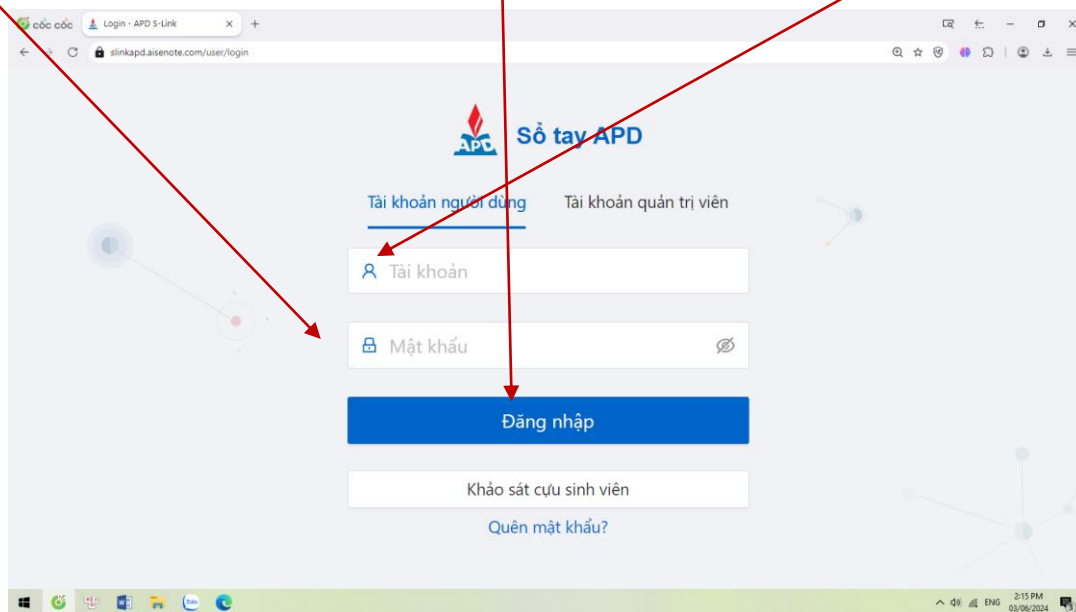 cốc cốc
Login - APD S-Link
slinkapd.aisenote.com/user/login
APD
Sổ tay APD
Tài khoản người dùng
Tài khoản quản trị viên
Tài khoản
Mật khẩu
Đăng nhập
Khảo sát cựu sinh viên
Quên mật khẩu?
Zalo
ENG
2:15 PM
03/06/2024